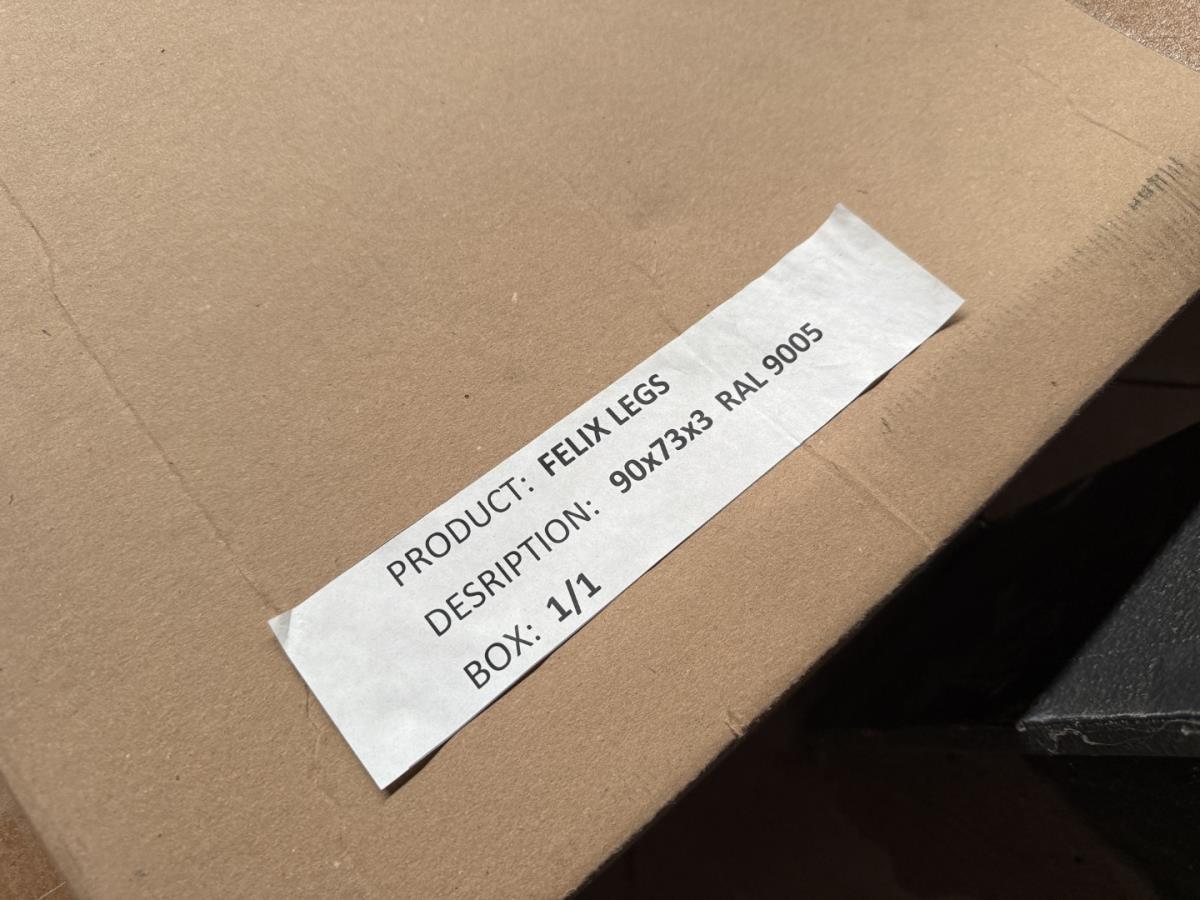 PRODUCT: FELIX LEGS
DESRIPTION: 90x73x3 RAL 9005
BOX: 1/1